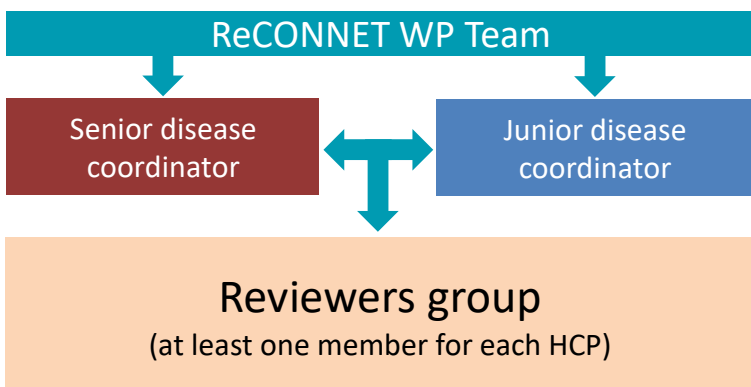 ReCONNET WP Team
Senior disease
coordinator
Junior disease
coordinator
Reviewers group
(at least one member for each HCP)